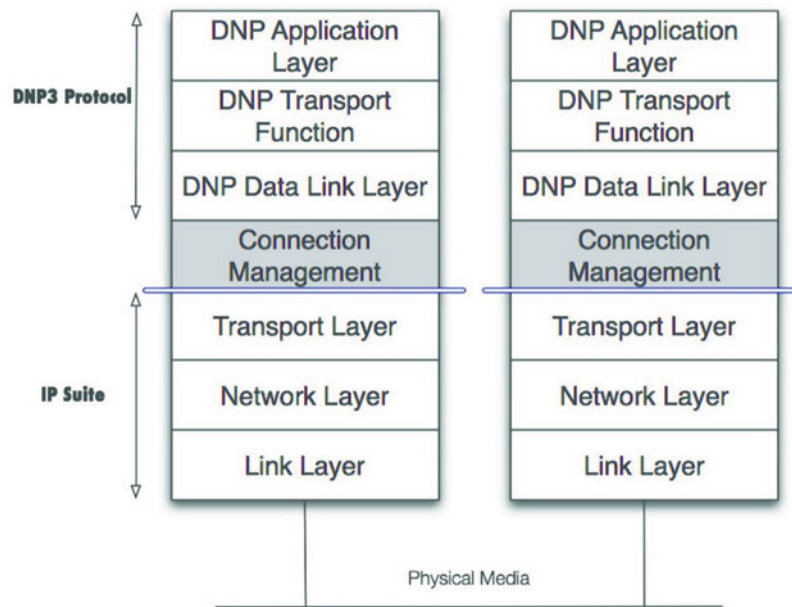 DNP3 Protocol
DNP Application
Layer
DNP Transport
Function
DNP Data Link Layer
Connection
Management
IP Suite
Transport Layer
Network Layer
Link Layer
DNP Application
Layer
DNP Transport
Function
DNP Data Link Layer
Connection
Management
Transport Layer
Network Layer
Link Layer
Physical Media